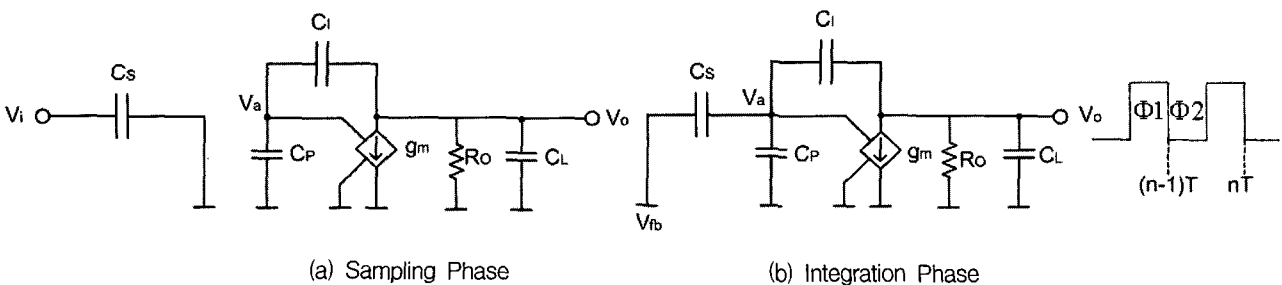 CI
CS
Vi
Va
Vo
CP
gm
RO
CL
(a) Sampling Phase
CI
CS
Va
Vo
CP
gm
RO
CL
Vfb
(b) Integration Phase
Φ1 Φ2
(n-1)T nT